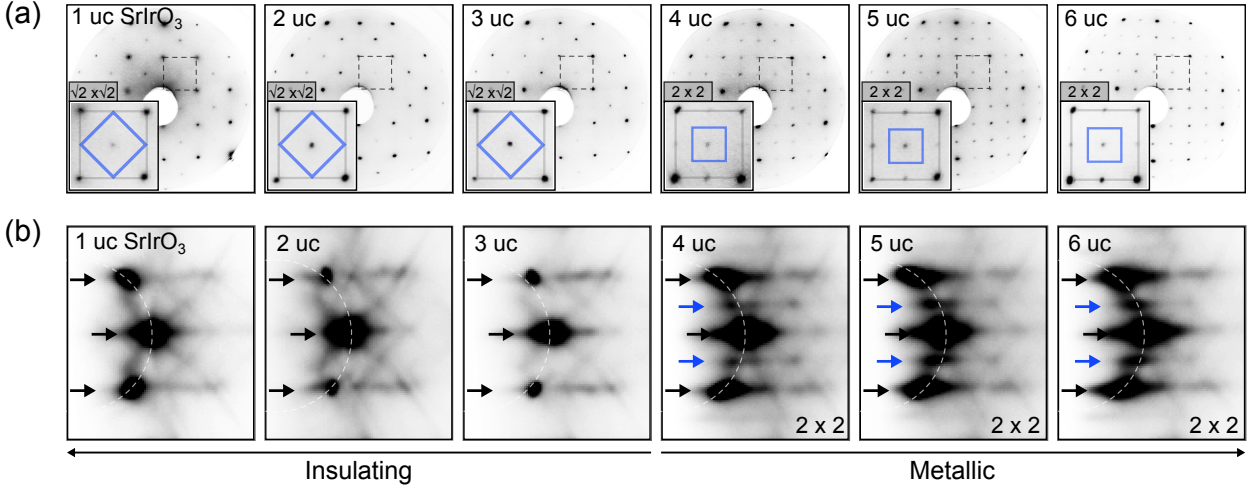 (a)
1 uc SrIrO₃
2 uc
3 uc
4 uc
5 uc
6 uc
√2 x√2
√2 x√2
√2 x√2
2 x 2
2 x 2
2 x 2
(b)
1 uc SrIrO₃
2 uc
3 uc
4 uc
5 uc
6 uc
2 x 2
2 x 2
2 x 2
Insulating
Metallic